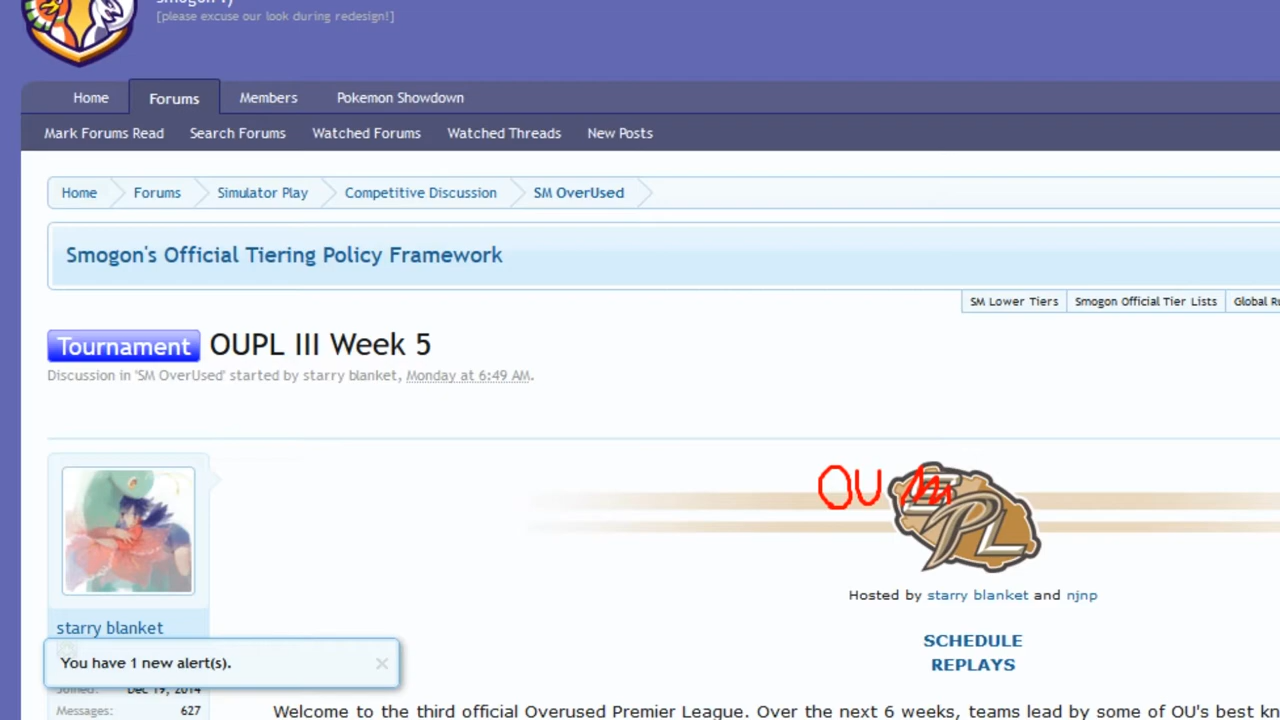 [please excuse our look during redesign!]
Home Forums Members Pokemon Showdown
Mark Forums Read Search Forums Watched Forums Watched Threads New Posts
Home Forums Simulator Play Competitive Discussion SM OverUsed
Smogon's Official Tiering Policy Framework
SM Lower Tiers Smogon Official Tier Lists Global
Tournament OUPL III Week 5
Discussion in 'SM OverUsed' started by starry blanket, Monday at 6:49 AM.
OU
PL
Hosted by starry blanket and njnp
SCHEDULE
REPLAYS
starry blanket
You have 1 new alert(s).
Joined: Dec 19, 2014
Messages: 627
Welcome to the third official Overused Premier League. Over the next 6 weeks, teams lead by some of OU's best